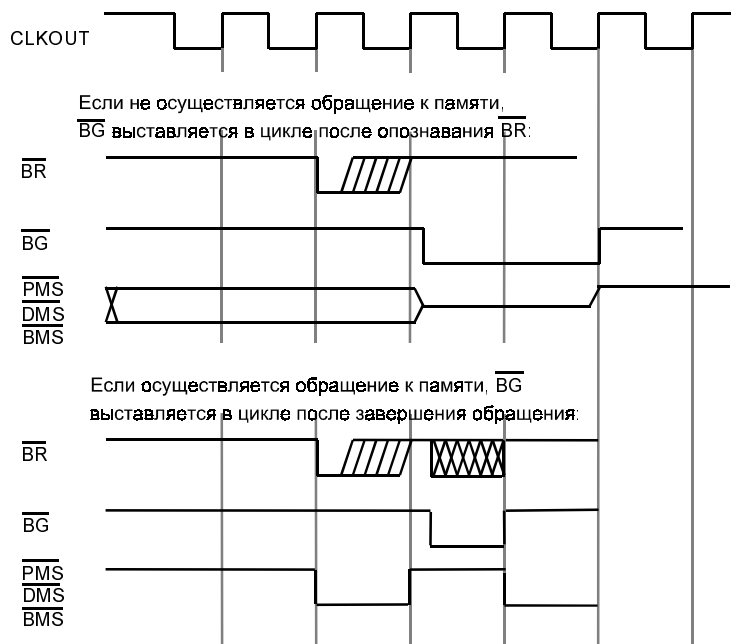 CLKOUT
Если не осуществляется обращение к памяти,
BG выставляется в цикле после опознавания BR:
BR
BG
PMS
DMS
BMS
Если осуществляется обращение к памяти, BG
выставляется в цикле после завершения обращения:
BR
BG
PMS
DMS
BMS